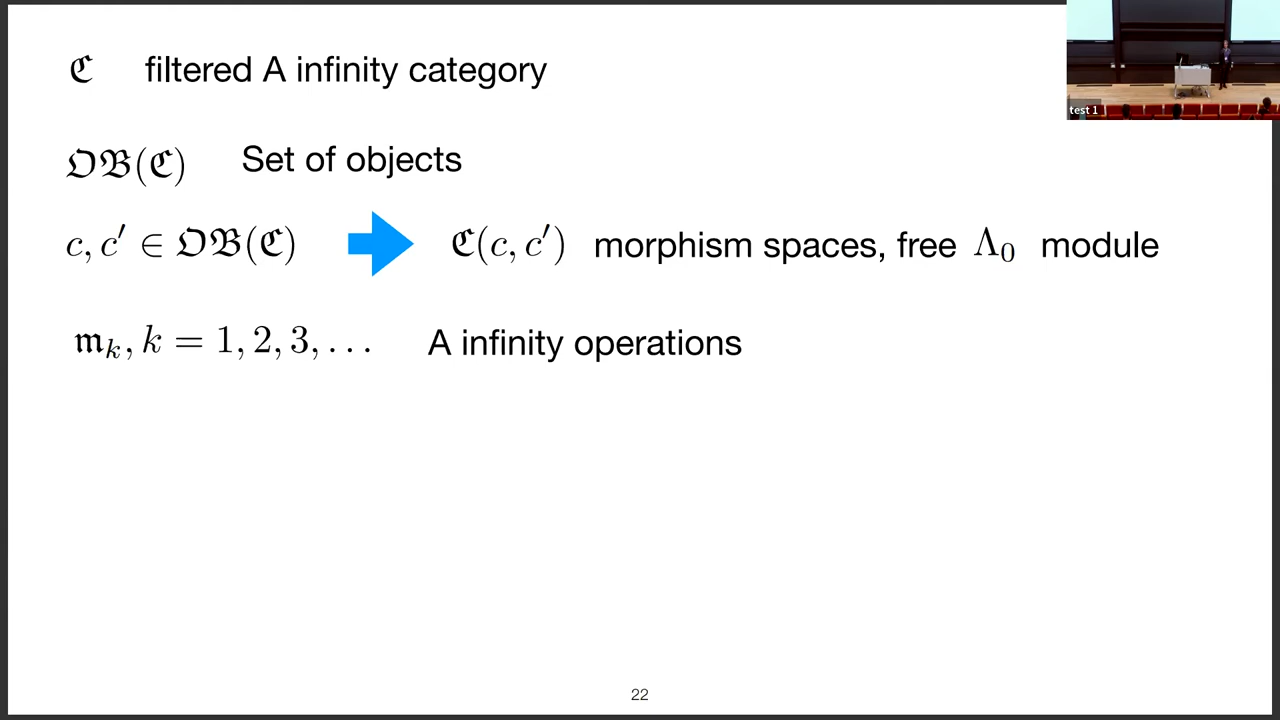 ℭ filtered A infinity category
test 1
𝔒𝔅(ℭ) Set of objects
c, c′ ∈ 𝔒𝔅(ℭ) ℭ(c, c′) morphism spaces, free Λ₀ module
𝔪ₖ, k = 1, 2, 3, … A infinity operations
22